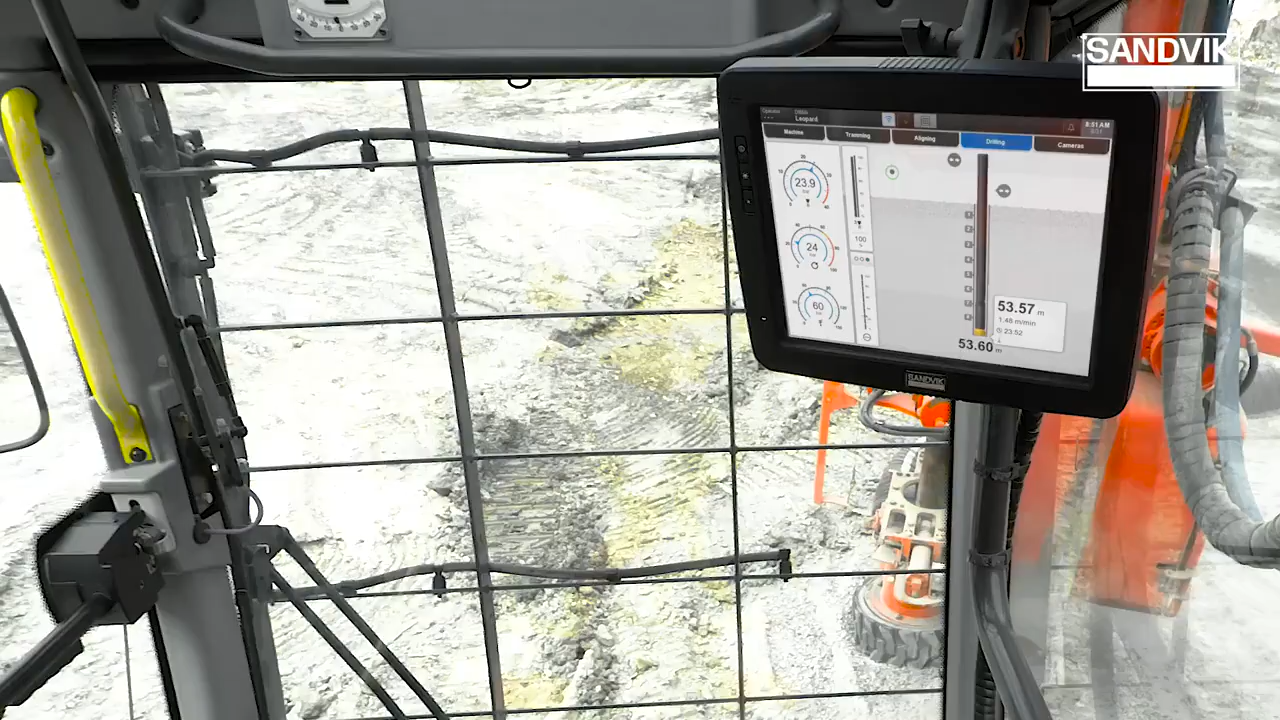 SANDVIK
Leopard
8:01 AM
Machine
Tramming
Aligning
Drilling
Cameras
23.9
100
24
60
53.57 m
1.48 m/min
23:52
53.60 m
SANDVIK